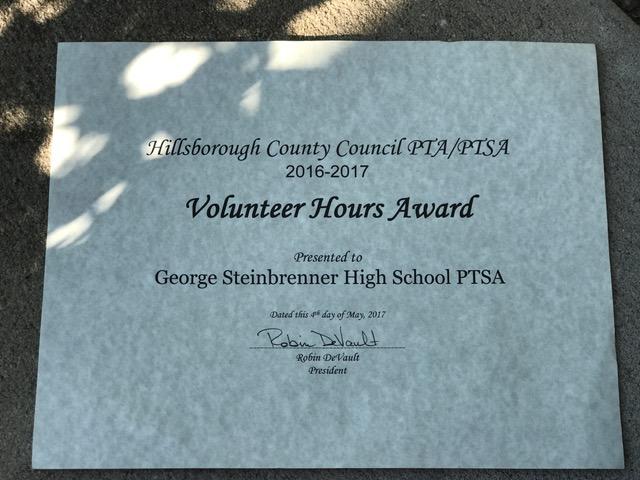 Hillsborough County Council PTA/PTSA
2016-2017
Volunteer Hours Award
Presented to
George Steinbrenner High School PTSA
Dated this 4th day of May, 2017
Robin DeVault
Robin DeVault
President